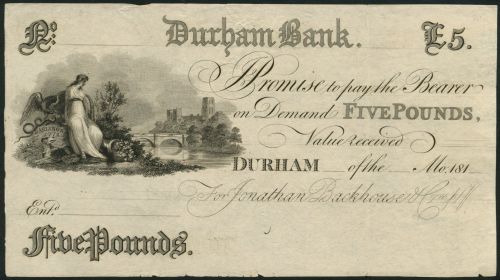 No. Durham Bank. £5.
Promise to pay the Bearer
on Demand FIVE POUNDS,
Value received
DURHAM of the Mo. 181
For Jonathan Backhouse & Compy.
Entd.
Five Pounds.